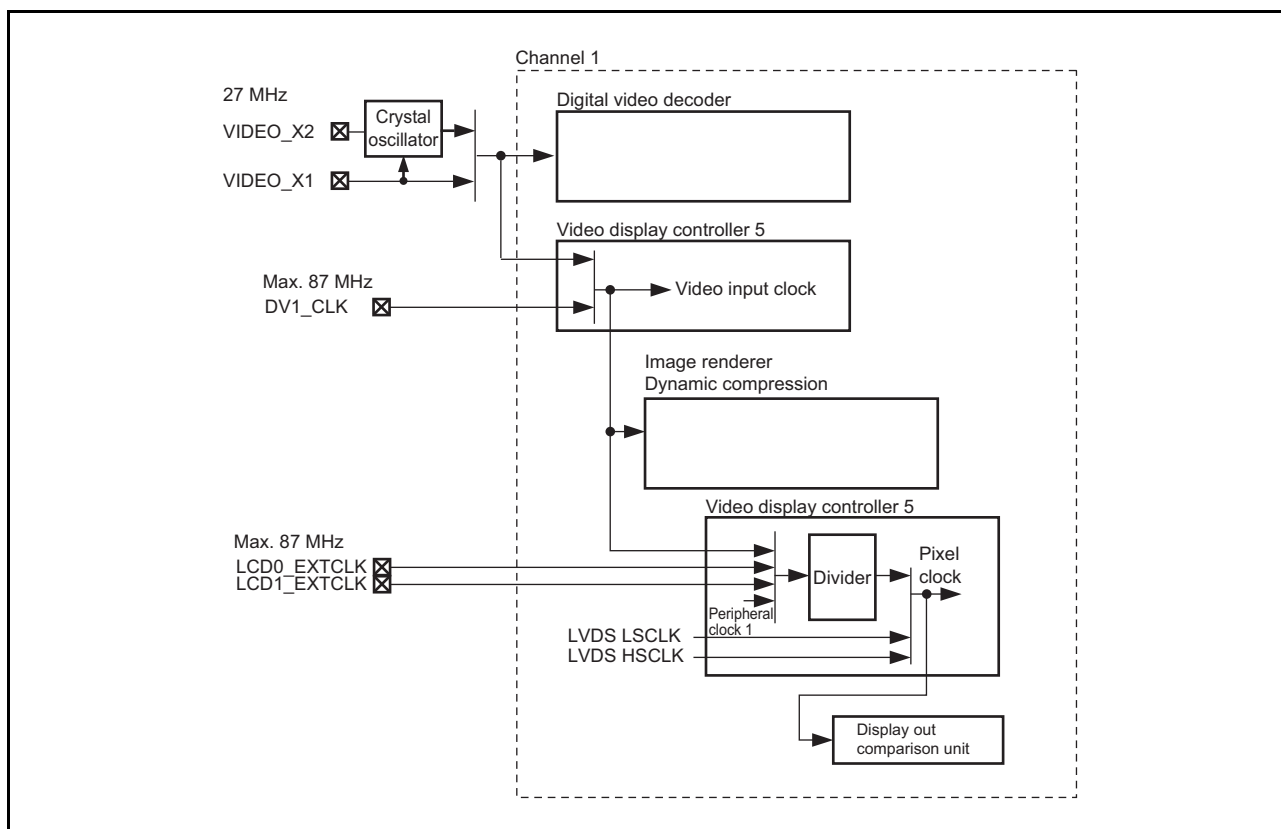 Channel 1
27 MHz
VIDEO_X2
Crystal
oscillator
VIDEO_X1
Digital video decoder
Video display controller 5
Max. 87 MHz
DV1_CLK
Video input clock
Image renderer
Dynamic compression
Video display controller 5
Max. 87 MHz
LCD0_EXTCLK
LCD1_EXTCLK
Divider
Pixel
clock
Peripheral
clock 1
LVDS LSCLK
LVDS HSCLK
Display out
comparison unit